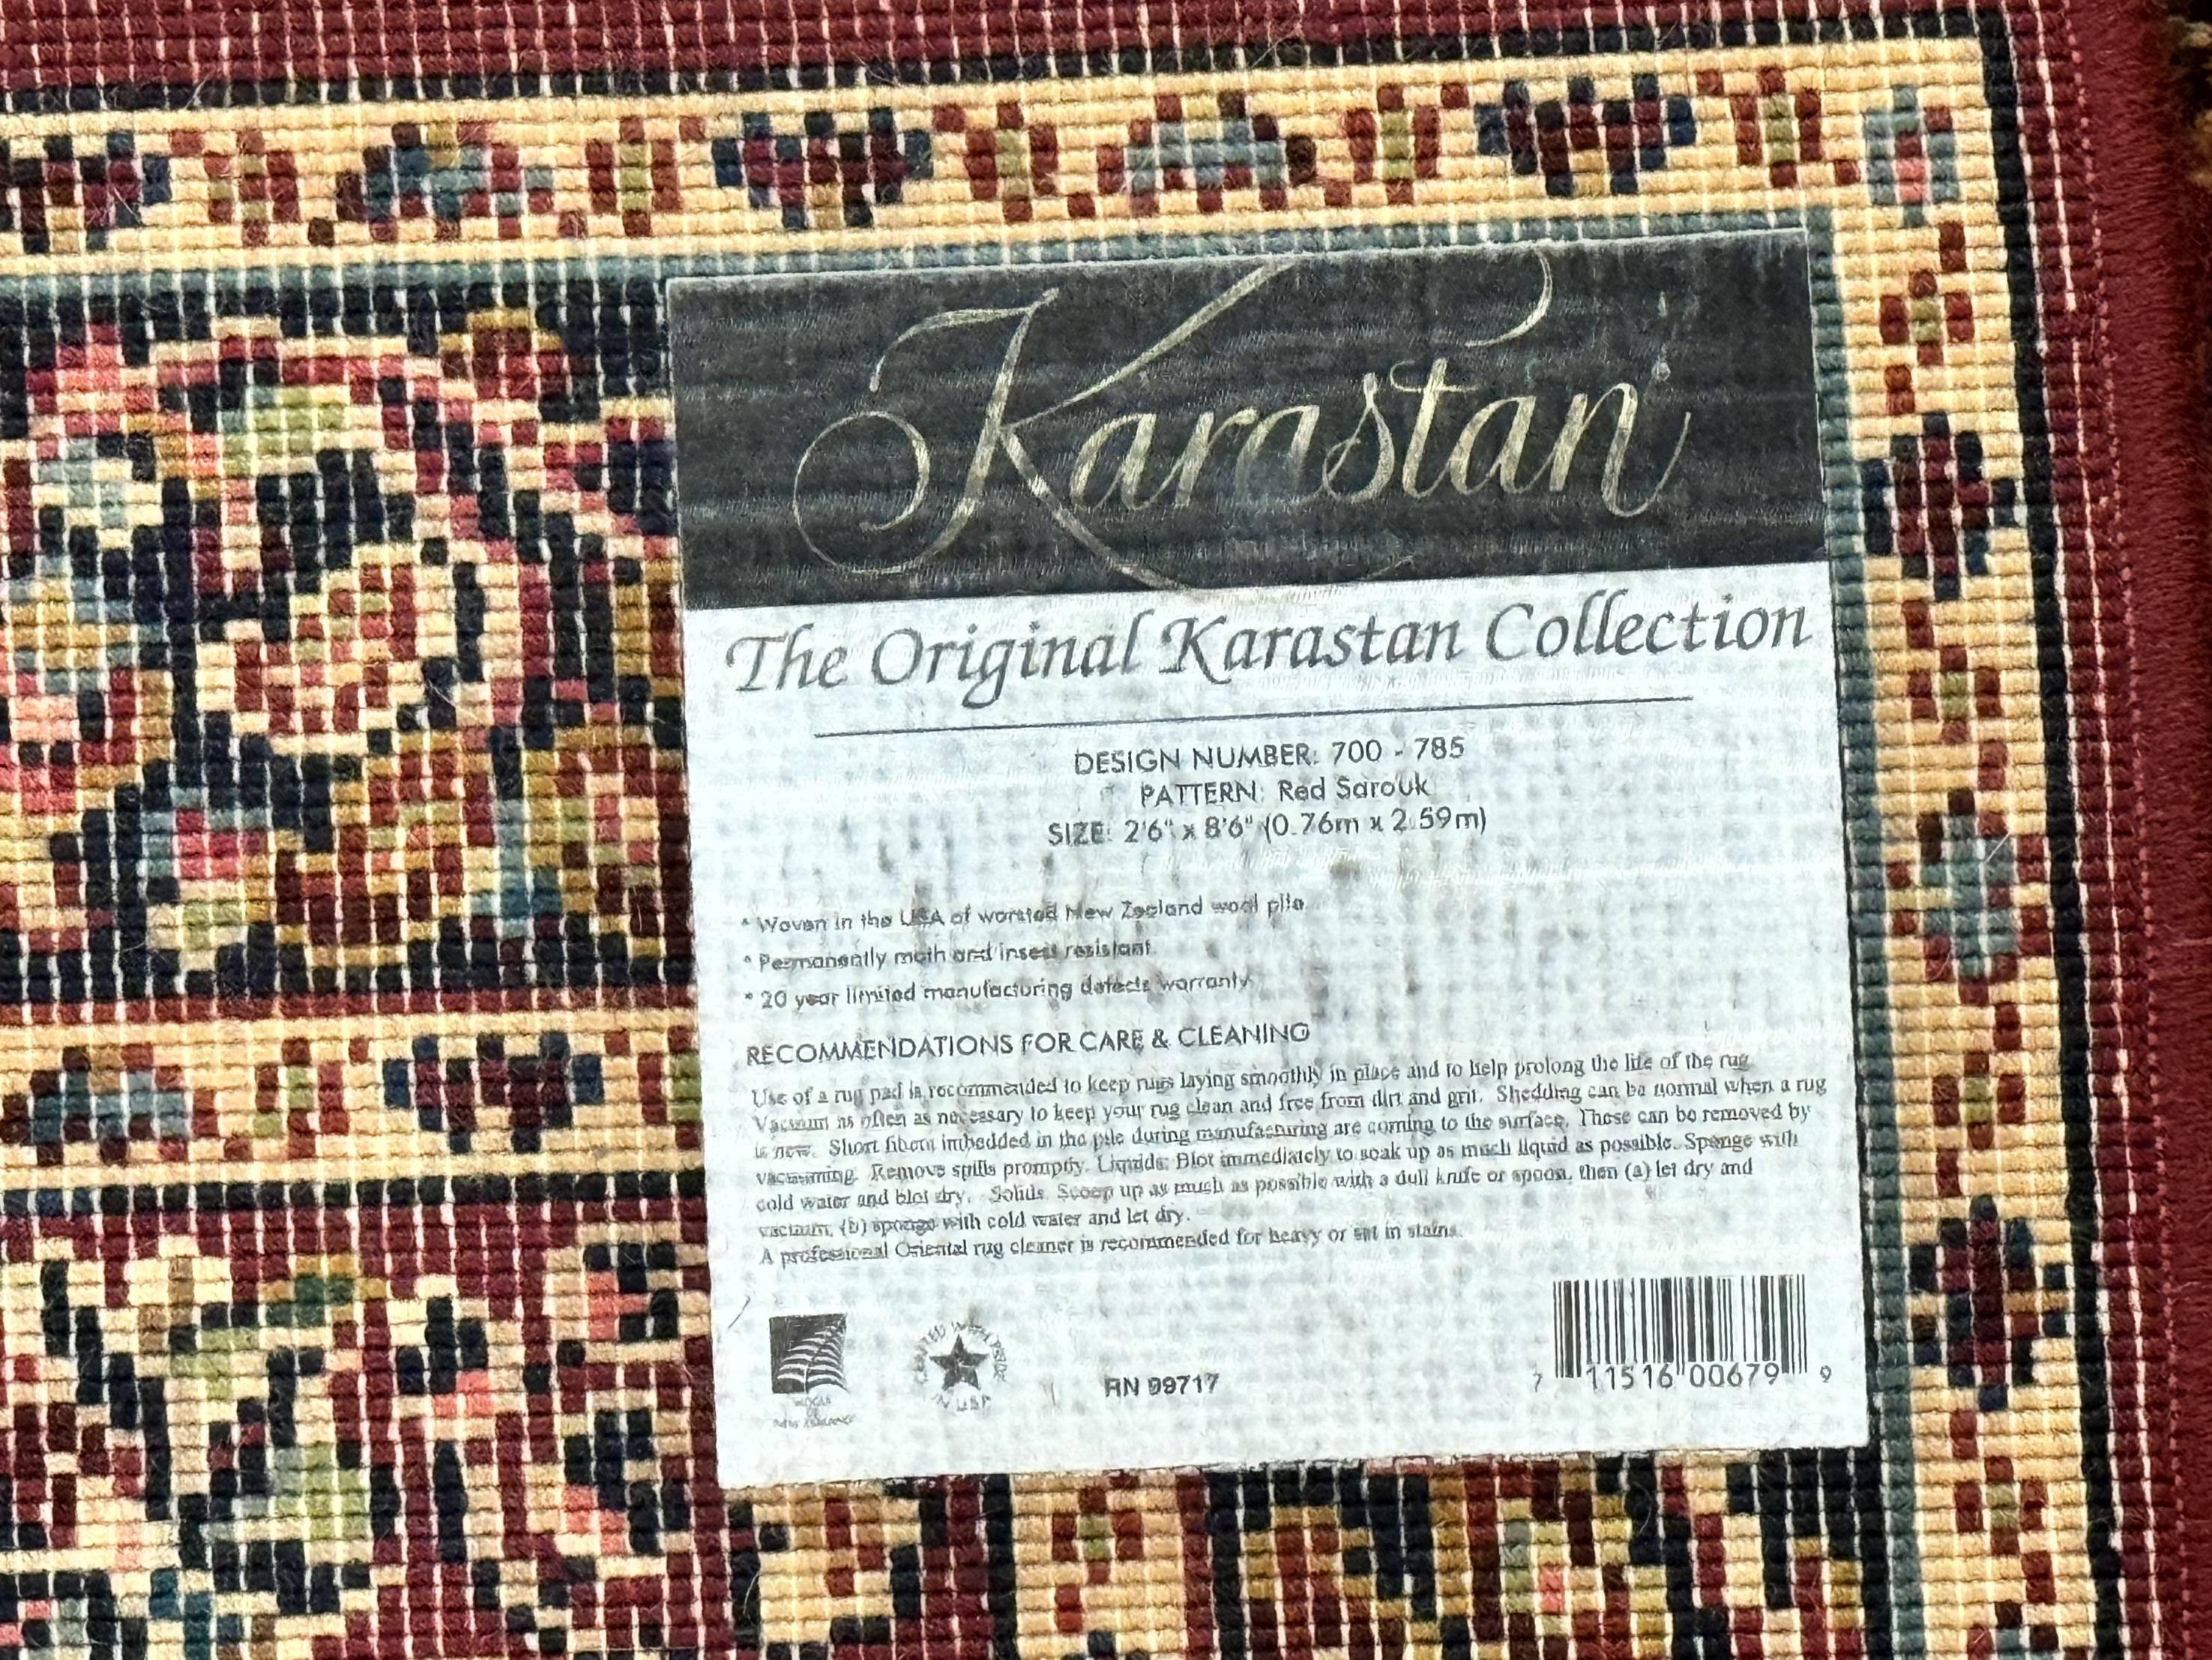 Karastan
The Original Karastan Collection
DESIGN NUMBER: 700 - 785
PATTERN: Red Sarouk
SIZE: 2'6" x 8'6" (0.76m x 2.59m)
* Woven in the USA of worsted New Zealand wool pile
* Permanently moth and insect resistant
* 20 year limited manufacturing defects warranty
RECOMMENDATIONS FOR CARE & CLEANING
Use of a rug pad is recommended to keep rugs laying smoothly in place and to help prolong the life of the rug
Vacuum as often as necessary to keep your rug clean and free from dirt and grit. Shedding can be normal when a rug
is new. Short fibers imbedded in the pile during manufacturing are coming to the surface. These can be removed by
vacuuming. Remove spills promptly. Liquids: Blot immediately to soak up as much liquid as possible. Sponge with
cold water and blot dry. Solids: Scoop up as much as possible with a dull knife or spoon, then (a) let dry and
vacuum, (b) sponge with cold water and let dry.
A professional Oriental rug cleaner is recommended for heavy or set in stains.
WOOLS
OF
NEW ZEALAND
CRAFTED WITH PRIDE
IN USA
RN 99717
7 11516 00679 9